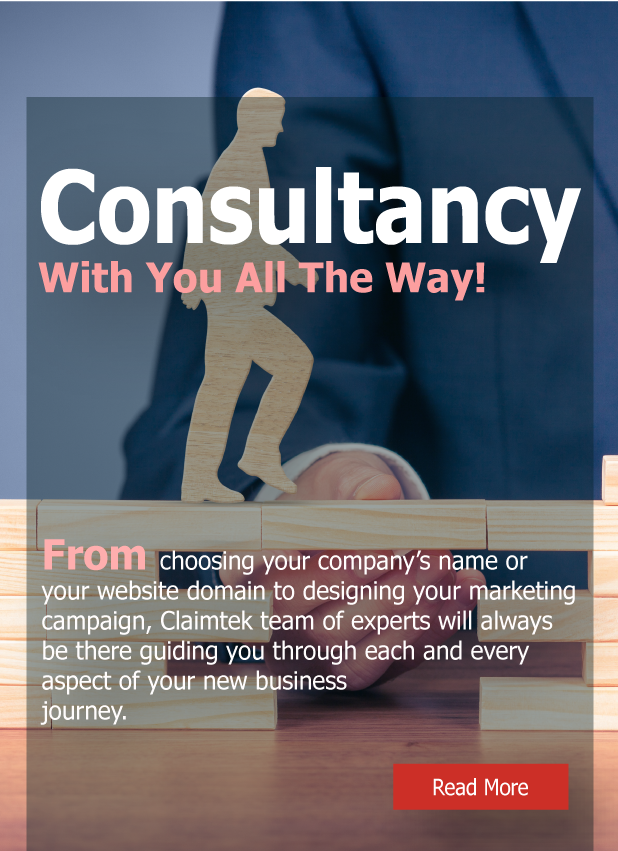 Consultancy
With You All The Way!
From choosing your company’s name or
your website domain to designing your marketing
campaign, Claimtek team of experts will always
be there guiding you through each and every
aspect of your new business
journey.
Read More